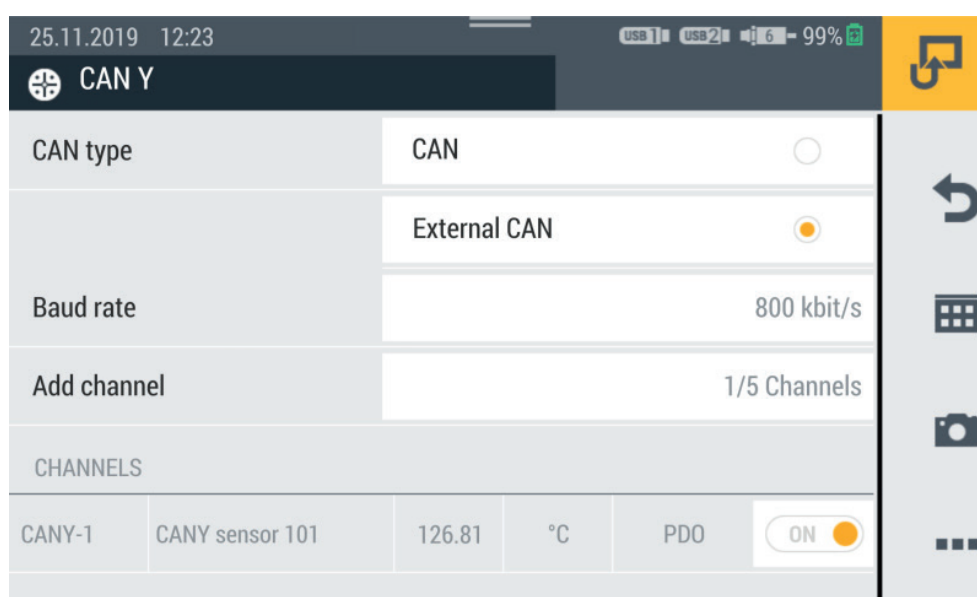 25.11.2019 12:23 USB 1 USB 2 6 99%
CAN Y
CAN type CAN
External CAN
Baud rate 800 kbit/s
Add channel 1/5 Channels
CHANNELS
CANY-1 CANY sensor 101 126.81 °C PDO ON